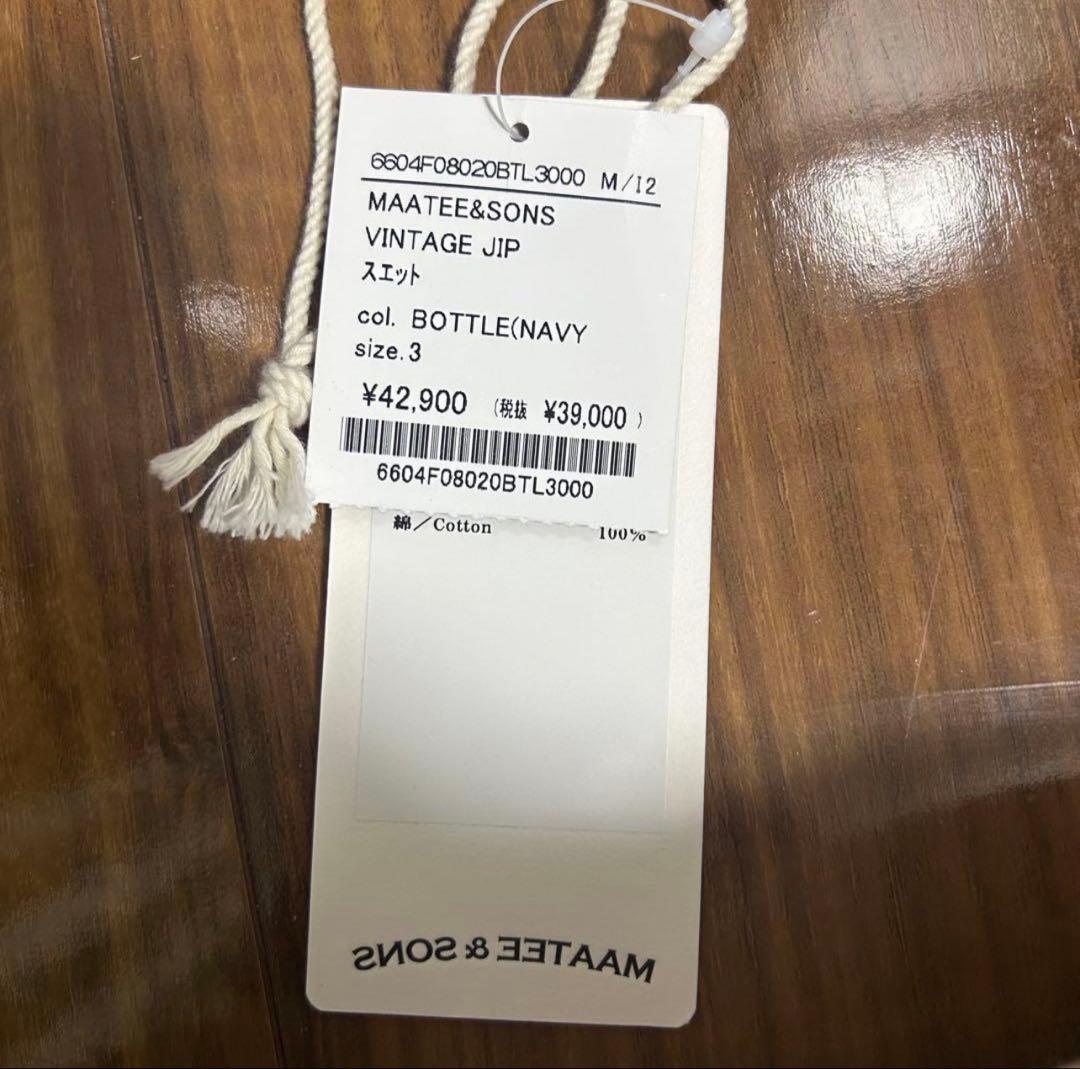 6604F08020BTL3000 M/I2
MAATEE&SONS
VINTAGE JIP
スエット
col. BOTTLE(NAVY
size.3
¥42,900 (税抜 ¥39,000 )
6604F08020BTL3000
綿/Cotton 100%
MAATEE & SONS